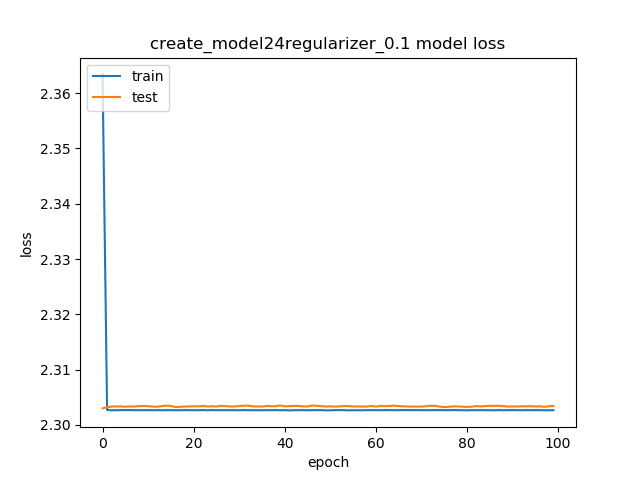 create_model24regularizer_0.1 model loss
train
test
2.36
2.35
2.34
2.33
2.32
2.31
2.30
loss
0 20 40 60 80 100
epoch